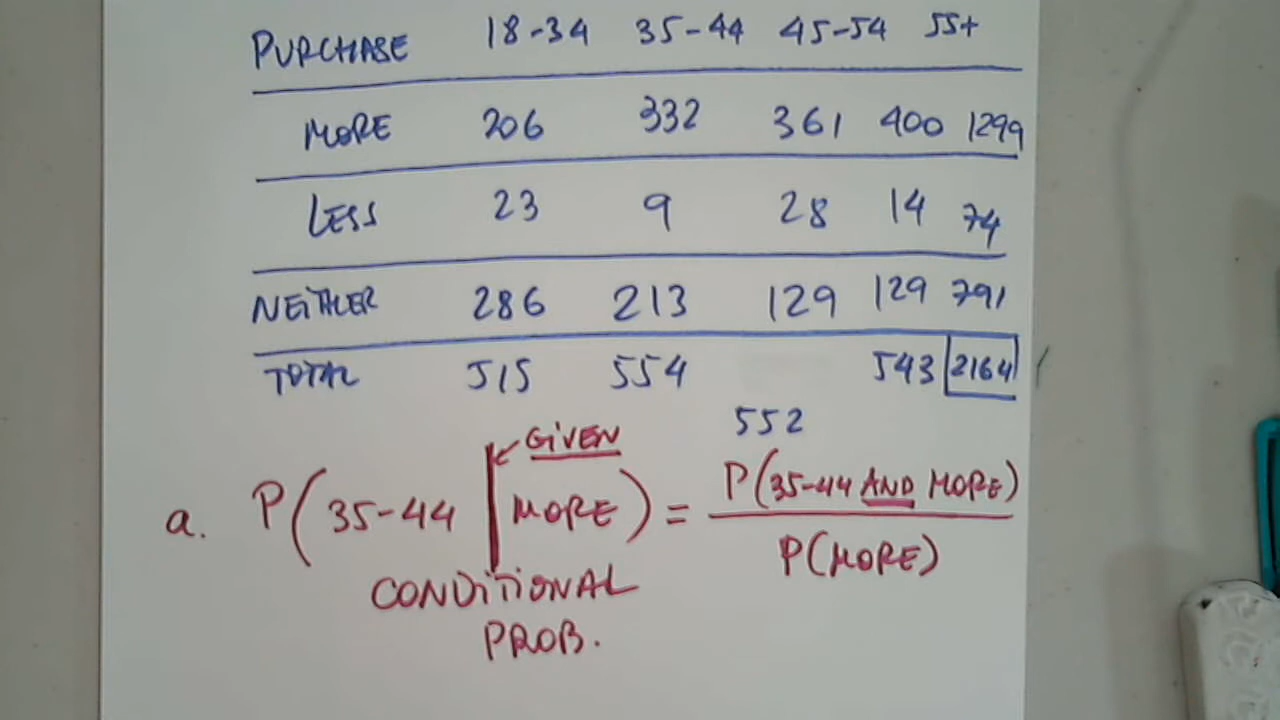 PURCHASE 18-34 35-44 45-54 55+
MORE 206 332 361 400 1299
LESS 23 9 28 14 74
NEITHER 286 213 129 129 791
TOTAL 515 554 543 2164
552
GIVEN
a. P(35-44 | MORE) = P(35-44 AND MORE)
P(MORE)
CONDITIONAL
PROB.